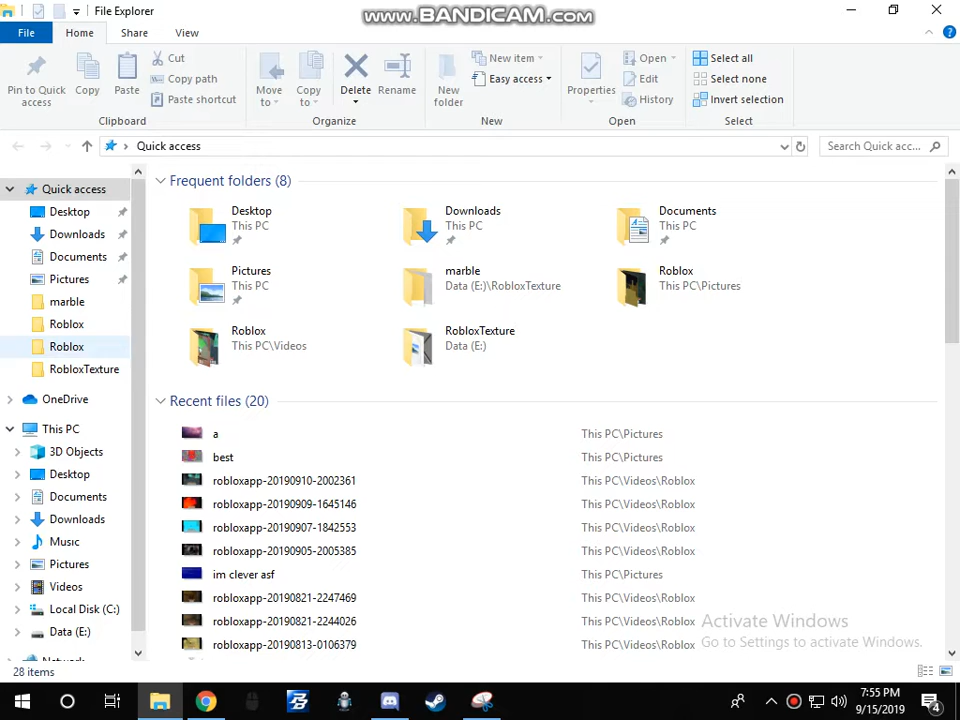 File Explorer
www.BANDICAM.com
File
Home
Share
View
Pin to Quick access
Copy
Paste
Cut
Copy path
Paste shortcut
Clipboard
Move to
Copy to
Delete
Rename
Organize
New folder
New item
Easy access
New
Properties
Open
Edit
History
Open
Select all
Select none
Invert selection
Select
Quick access
Search Quick acc...
Quick access
Desktop
Downloads
Documents
Pictures
marble
Roblox
Roblox
RobloxTexture
OneDrive
This PC
3D Objects
Desktop
Documents
Downloads
Music
Pictures
Videos
Local Disk (C:)
Data (E:)
Network
Frequent folders (8)
Desktop
This PC
Downloads
This PC
Documents
This PC
Pictures
This PC
marble
Data (E:)\RobloxTexture
Roblox
This PC\Pictures
Roblox
This PC\Videos
RobloxTexture
Data (E:)
Recent files (20)
a This PC\Pictures
best This PC\Pictures
robloxapp-20190910-2002361 This PC\Videos\Roblox
robloxapp-20190909-1645146 This PC\Videos\Roblox
robloxapp-20190907-1842553 This PC\Videos\Roblox
robloxapp-20190905-2005385 This PC\Videos\Roblox
im clever asf This PC\Pictures
robloxapp-20190821-2247469 This PC\Videos\Roblox
robloxapp-20190821-2244026 This PC\Videos\Roblox
robloxapp-20190813-0106379 This PC\Videos\Roblox
Activate Windows
Go to Settings to activate Windows.
28 items
7:55 PM
9/15/2019
4